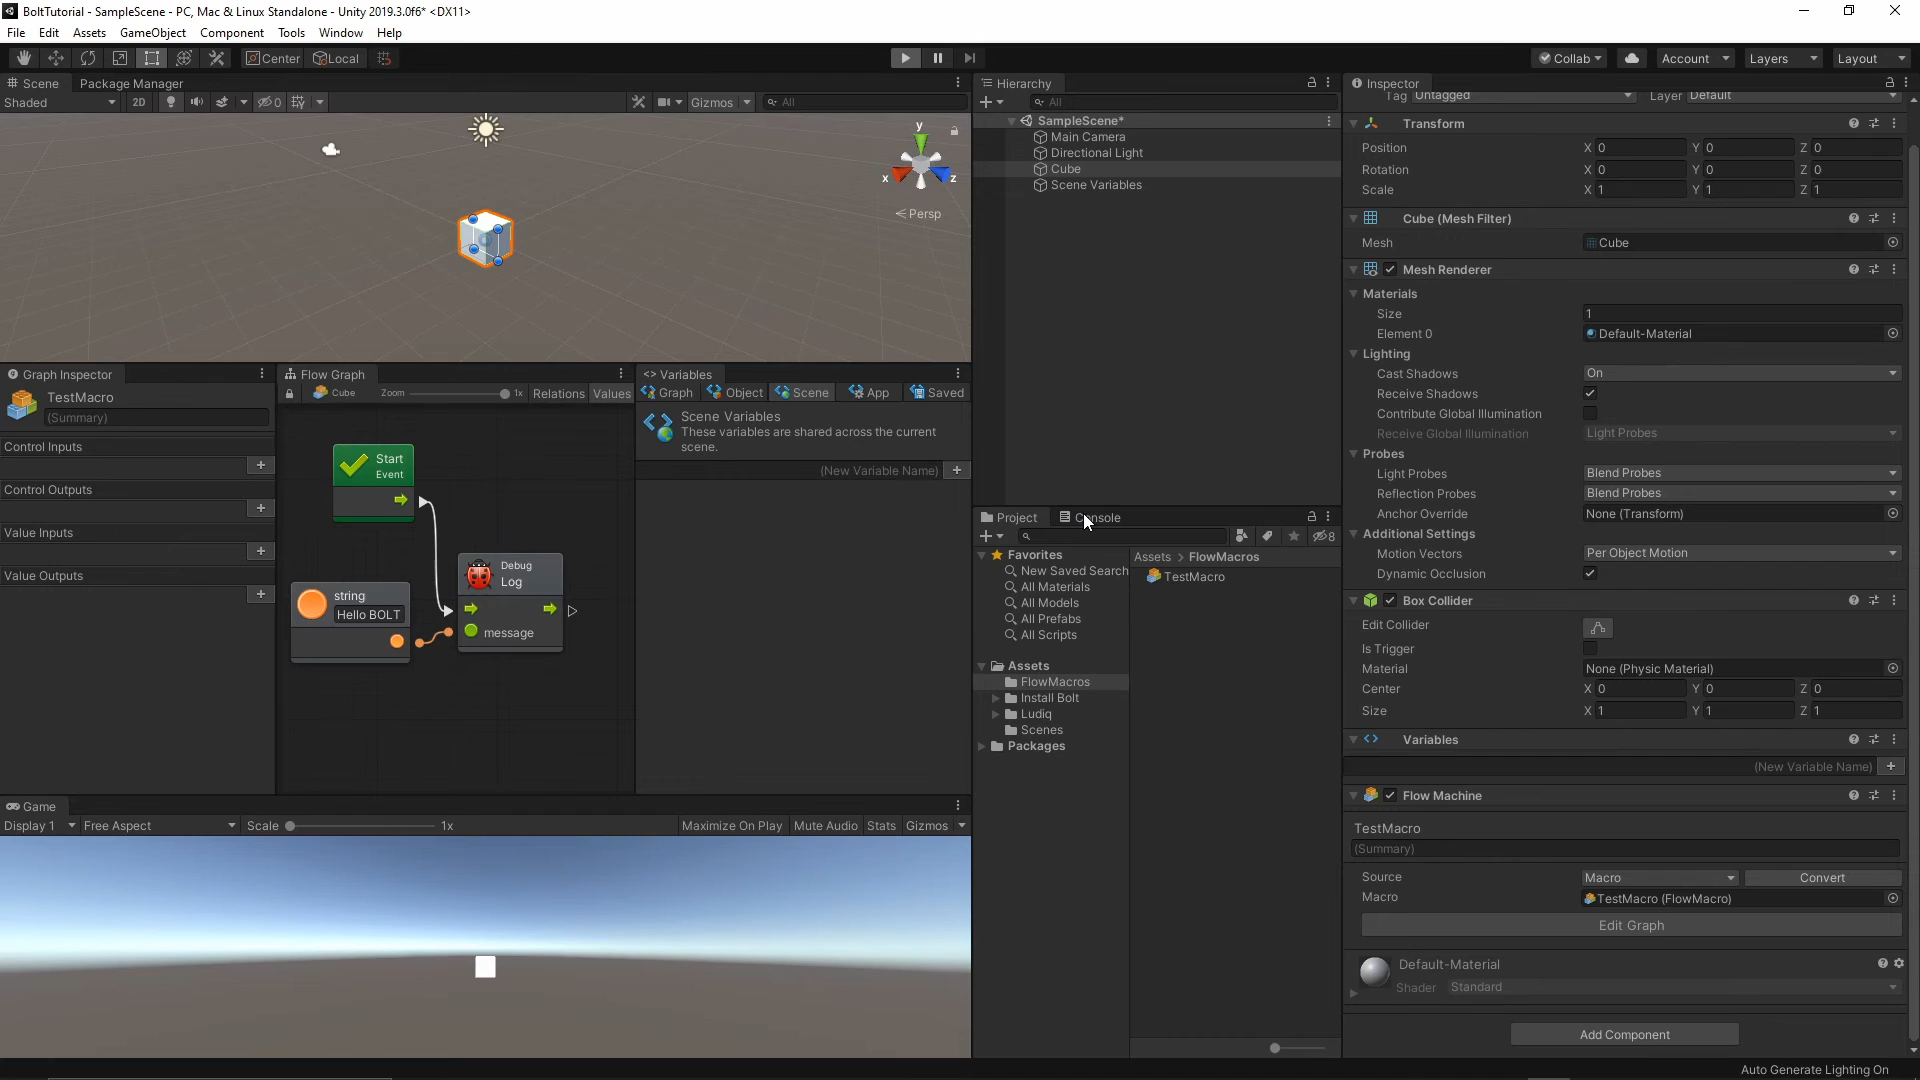 BoltTutorial - SampleScene - PC, Mac & Linux Standalone - Unity 2019.3.0f6* <DX11>
File Edit Assets GameObject Component Tools Window Help
Center Local Collab Account Layers Layout
Scene Package Manager
Shaded 2D 0 Gizmos All
y
x z
Persp
Hierarchy
All
SampleScene*
Main Camera
Directional Light
Cube
Scene Variables
Graph Inspector
TestMacro
(Summary)
Control Inputs
Control Outputs
Value Inputs
Value Outputs
Flow Graph
Cube Zoom 1x Relations Values
Start
Event
string
Hello BOLT
Debug
Log
message
Variables
Graph Object Scene App Saved
Scene Variables
These variables are shared across the current
scene.
(New Variable Name)
Game
Display 1 Free Aspect Scale 1x Maximize On Play Mute Audio Stats Gizmos
Project Console
8
Favorites
New Saved Search
All Materials
All Models
All Prefabs
All Scripts
Assets
FlowMacros
Install Bolt
Ludiq
Scenes
Packages
Assets > FlowMacros
TestMacro
Inspector
Tag Untagged Layer Default
Transform
Position X 0 Y 0 Z 0
Rotation X 0 Y 0 Z 0
Scale X 1 Y 1 Z 1
Cube (Mesh Filter)
Mesh Cube
Mesh Renderer
Materials
Size 1
Element 0 Default-Material
Lighting
Cast Shadows On
Receive Shadows
Contribute Global Illumination
Receive Global Illumination Light Probes
Probes
Light Probes Blend Probes
Reflection Probes Blend Probes
Anchor Override None (Transform)
Additional Settings
Motion Vectors Per Object Motion
Dynamic Occlusion
Box Collider
Edit Collider
Is Trigger
Material None (Physic Material)
Center X 0 Y 0 Z 0
Size X 1 Y 1 Z 1
Variables
(New Variable Name)
Flow Machine
TestMacro
(Summary)
Source Macro Convert
Macro TestMacro (FlowMacro)
Edit Graph
Default-Material
Shader Standard
Add Component
Auto Generate Lighting On